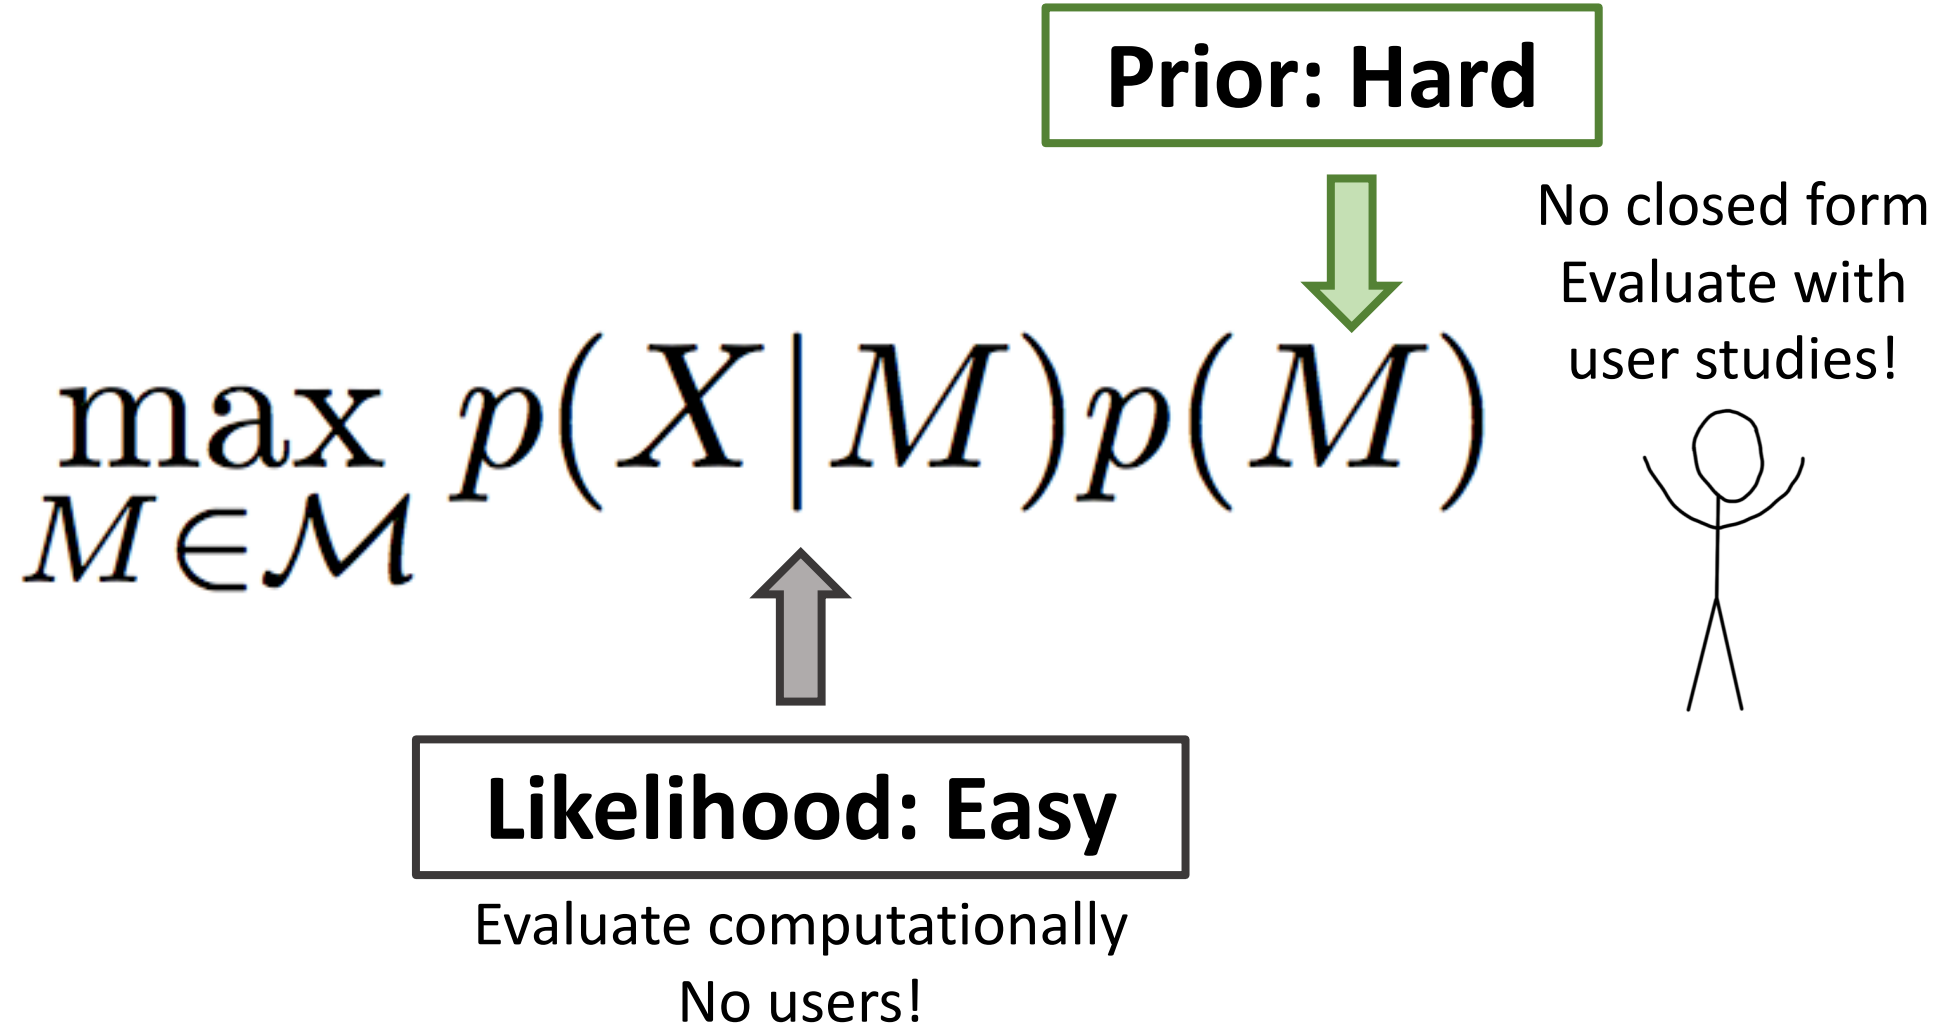 Prior: Hard
No closed form
Evaluate with
user studies!
max p(X|M)p(M)
M∈ℳ
Likelihood: Easy
Evaluate computationally
No users!